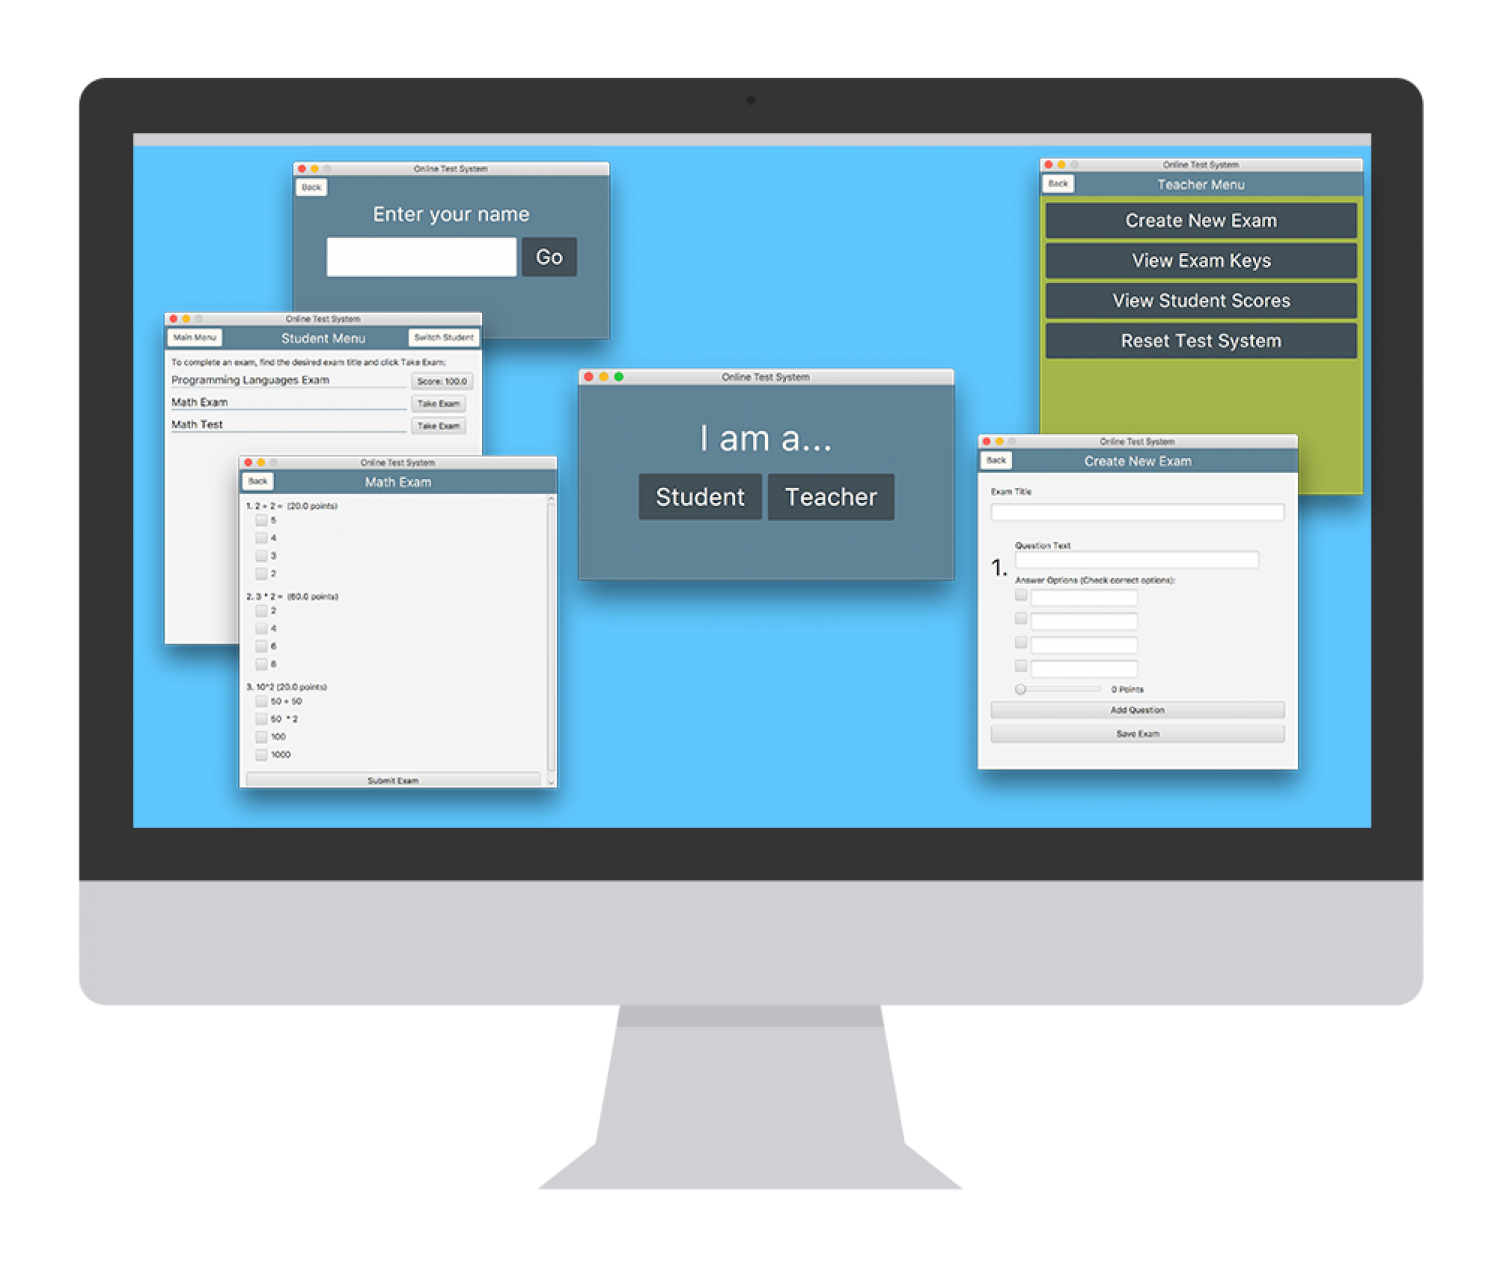 Online Test System
Back
Enter your name
Go
Online Test System
Main Menu
Student Menu
Switch Student
To complete an exam, find the desired exam title and click Take Exam:
Programming Languages Exam
Score: 100.0
Math Exam
Take Exam
Math Test
Take Exam
Online Test System
Back
Math Exam
1. 2 + 2 = (20.0 points)
5
4
3
2
2. 3 * 2 = (60.0 points)
2
4
6
8
3. 10^2 (20.0 points)
50 + 50
50 * 2
100
1000
Submit Exam
Online Test System
I am a...
Student
Teacher
Online Test System
Back
Teacher Menu
Create New Exam
View Exam Keys
View Student Scores
Reset Test System
Online Test System
Back
Create New Exam
Exam Title
Question Text
1.
Answer Options (Check correct options):
0 Points
Add Question
Save Exam